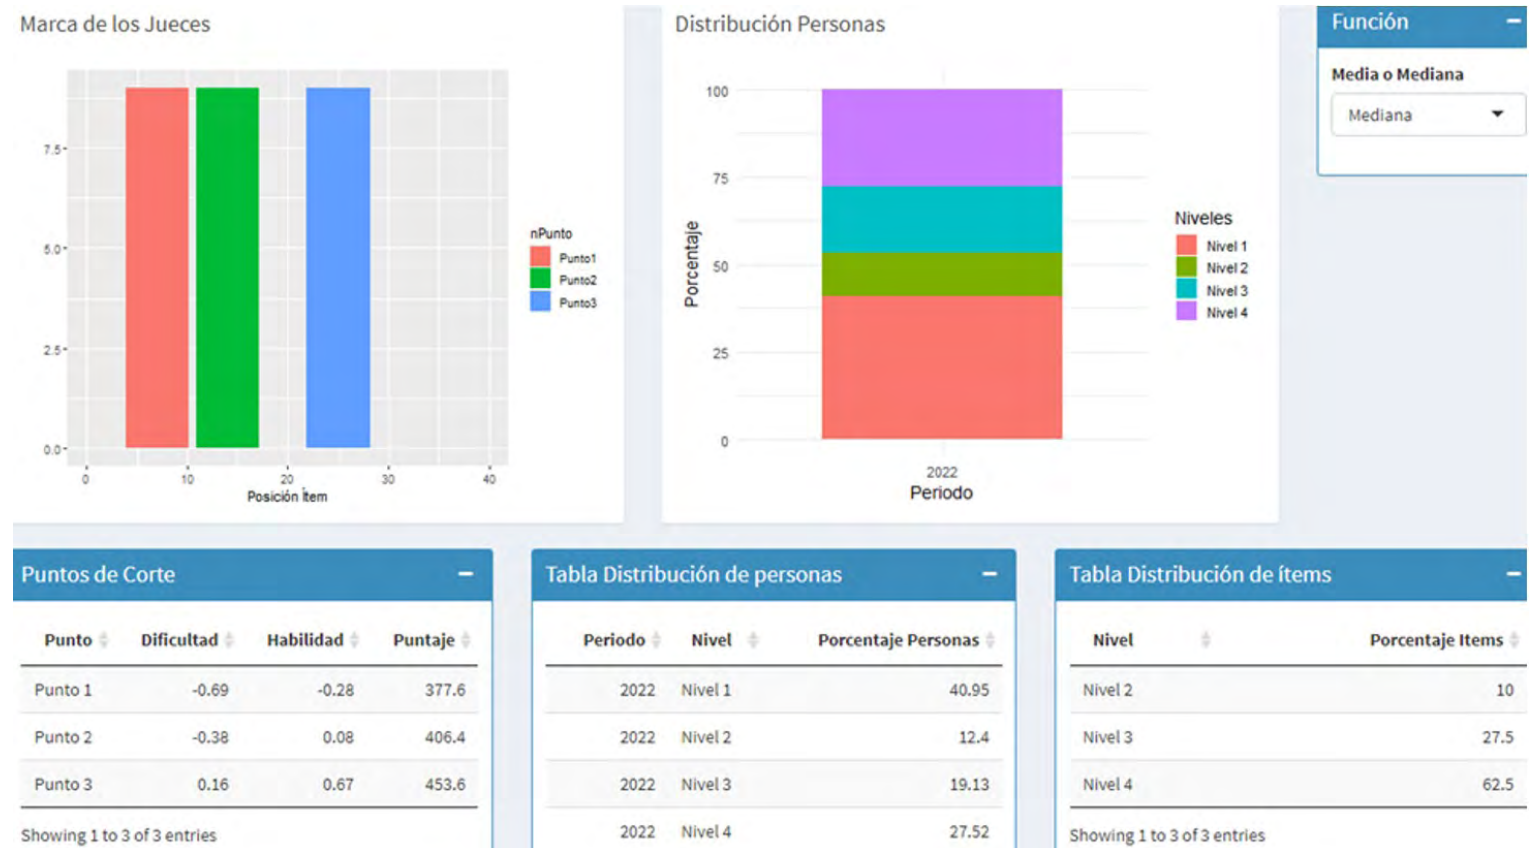 Marca de los Jueces
7.5
5.0
2.5
0.0
0 10 20 30 40
Posición Ítem
nPunto
Punto1
Punto2
Punto3
Distribución Personas
100
75
50
25
0
Porcentaje
2022
Periodo
Niveles
Nivel 1
Nivel 2
Nivel 3
Nivel 4
Función
Media o Mediana
Mediana
Puntos de Corte
Punto Dificultad Habilidad Puntaje
Punto 1 -0.69 -0.28 377.6
Punto 2 -0.38 0.08 406.4
Punto 3 0.16 0.67 453.6
Showing 1 to 3 of 3 entries
Tabla Distribución de personas
Periodo Nivel Porcentaje Personas
2022 Nivel 1 40.95
2022 Nivel 2 12.4
2022 Nivel 3 19.13
2022 Nivel 4 27.52
Tabla Distribución de ítems
Nivel Porcentaje Items
Nivel 2 10
Nivel 3 27.5
Nivel 4 62.5
Showing 1 to 3 of 3 entries